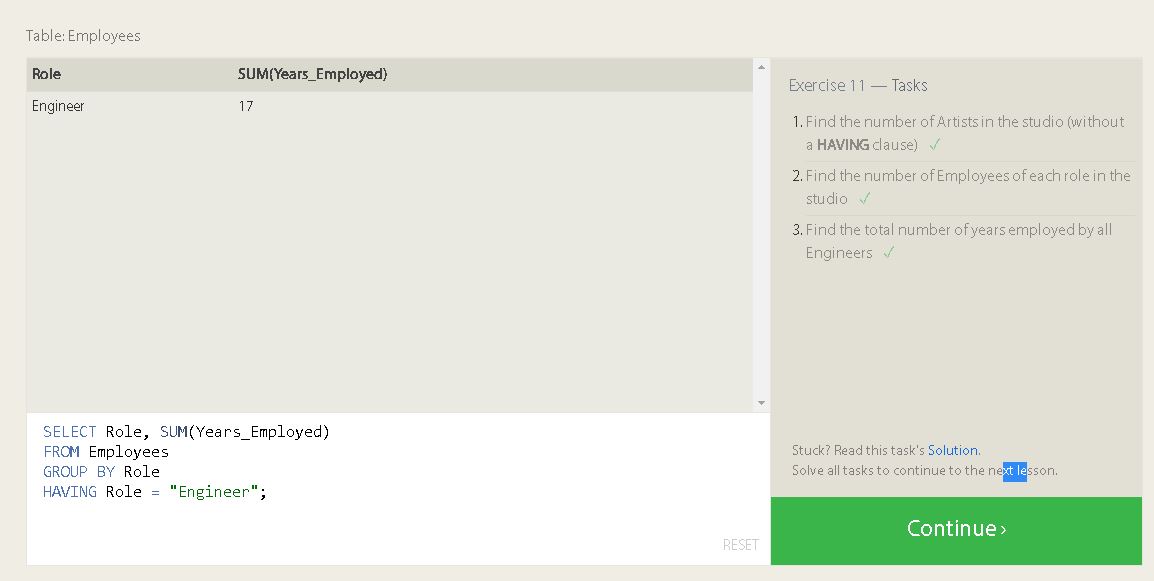 Table: Employees
Role SUM(Years_Employed)
Engineer 17
Exercise 11 — Tasks
1. Find the number of Artists in the studio (without
a HAVING clause) ✓
2. Find the number of Employees of each role in the
studio ✓
3. Find the total number of years employed by all
Engineers ✓
SELECT Role, SUM(Years_Employed)
FROM Employees
GROUP BY Role
HAVING Role = "Engineer";
RESET
Stuck? Read this task's Solution.
Solve all tasks to continue to the next lesson.
Continue ›